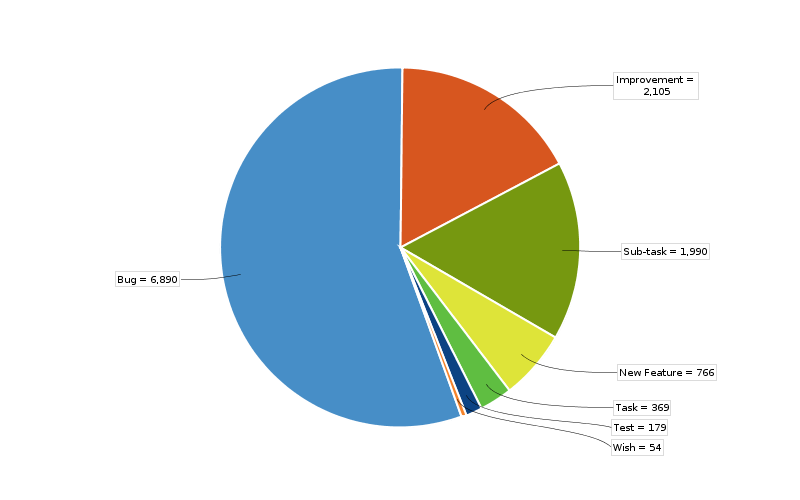 Improvement =
2,105
Sub-task = 1,990
Bug = 6,890
New Feature = 766
Task = 369
Test = 179
Wish = 54